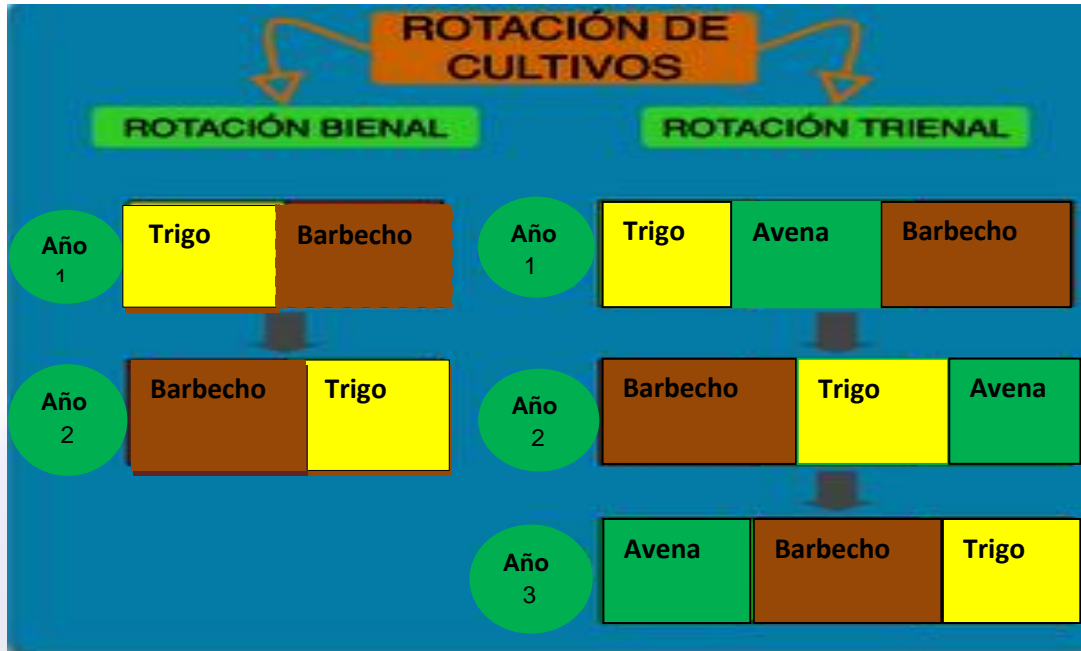 ROTACIÓN DE
CULTIVOS
ROTACIÓN BIENAL
ROTACIÓN TRIENAL
Año
1
Trigo
Barbecho
Año
1
Trigo
Avena
Barbecho
Año
2
Barbecho
Trigo
Año
2
Barbecho
Trigo
Avena
Año
3
Avena
Barbecho
Trigo